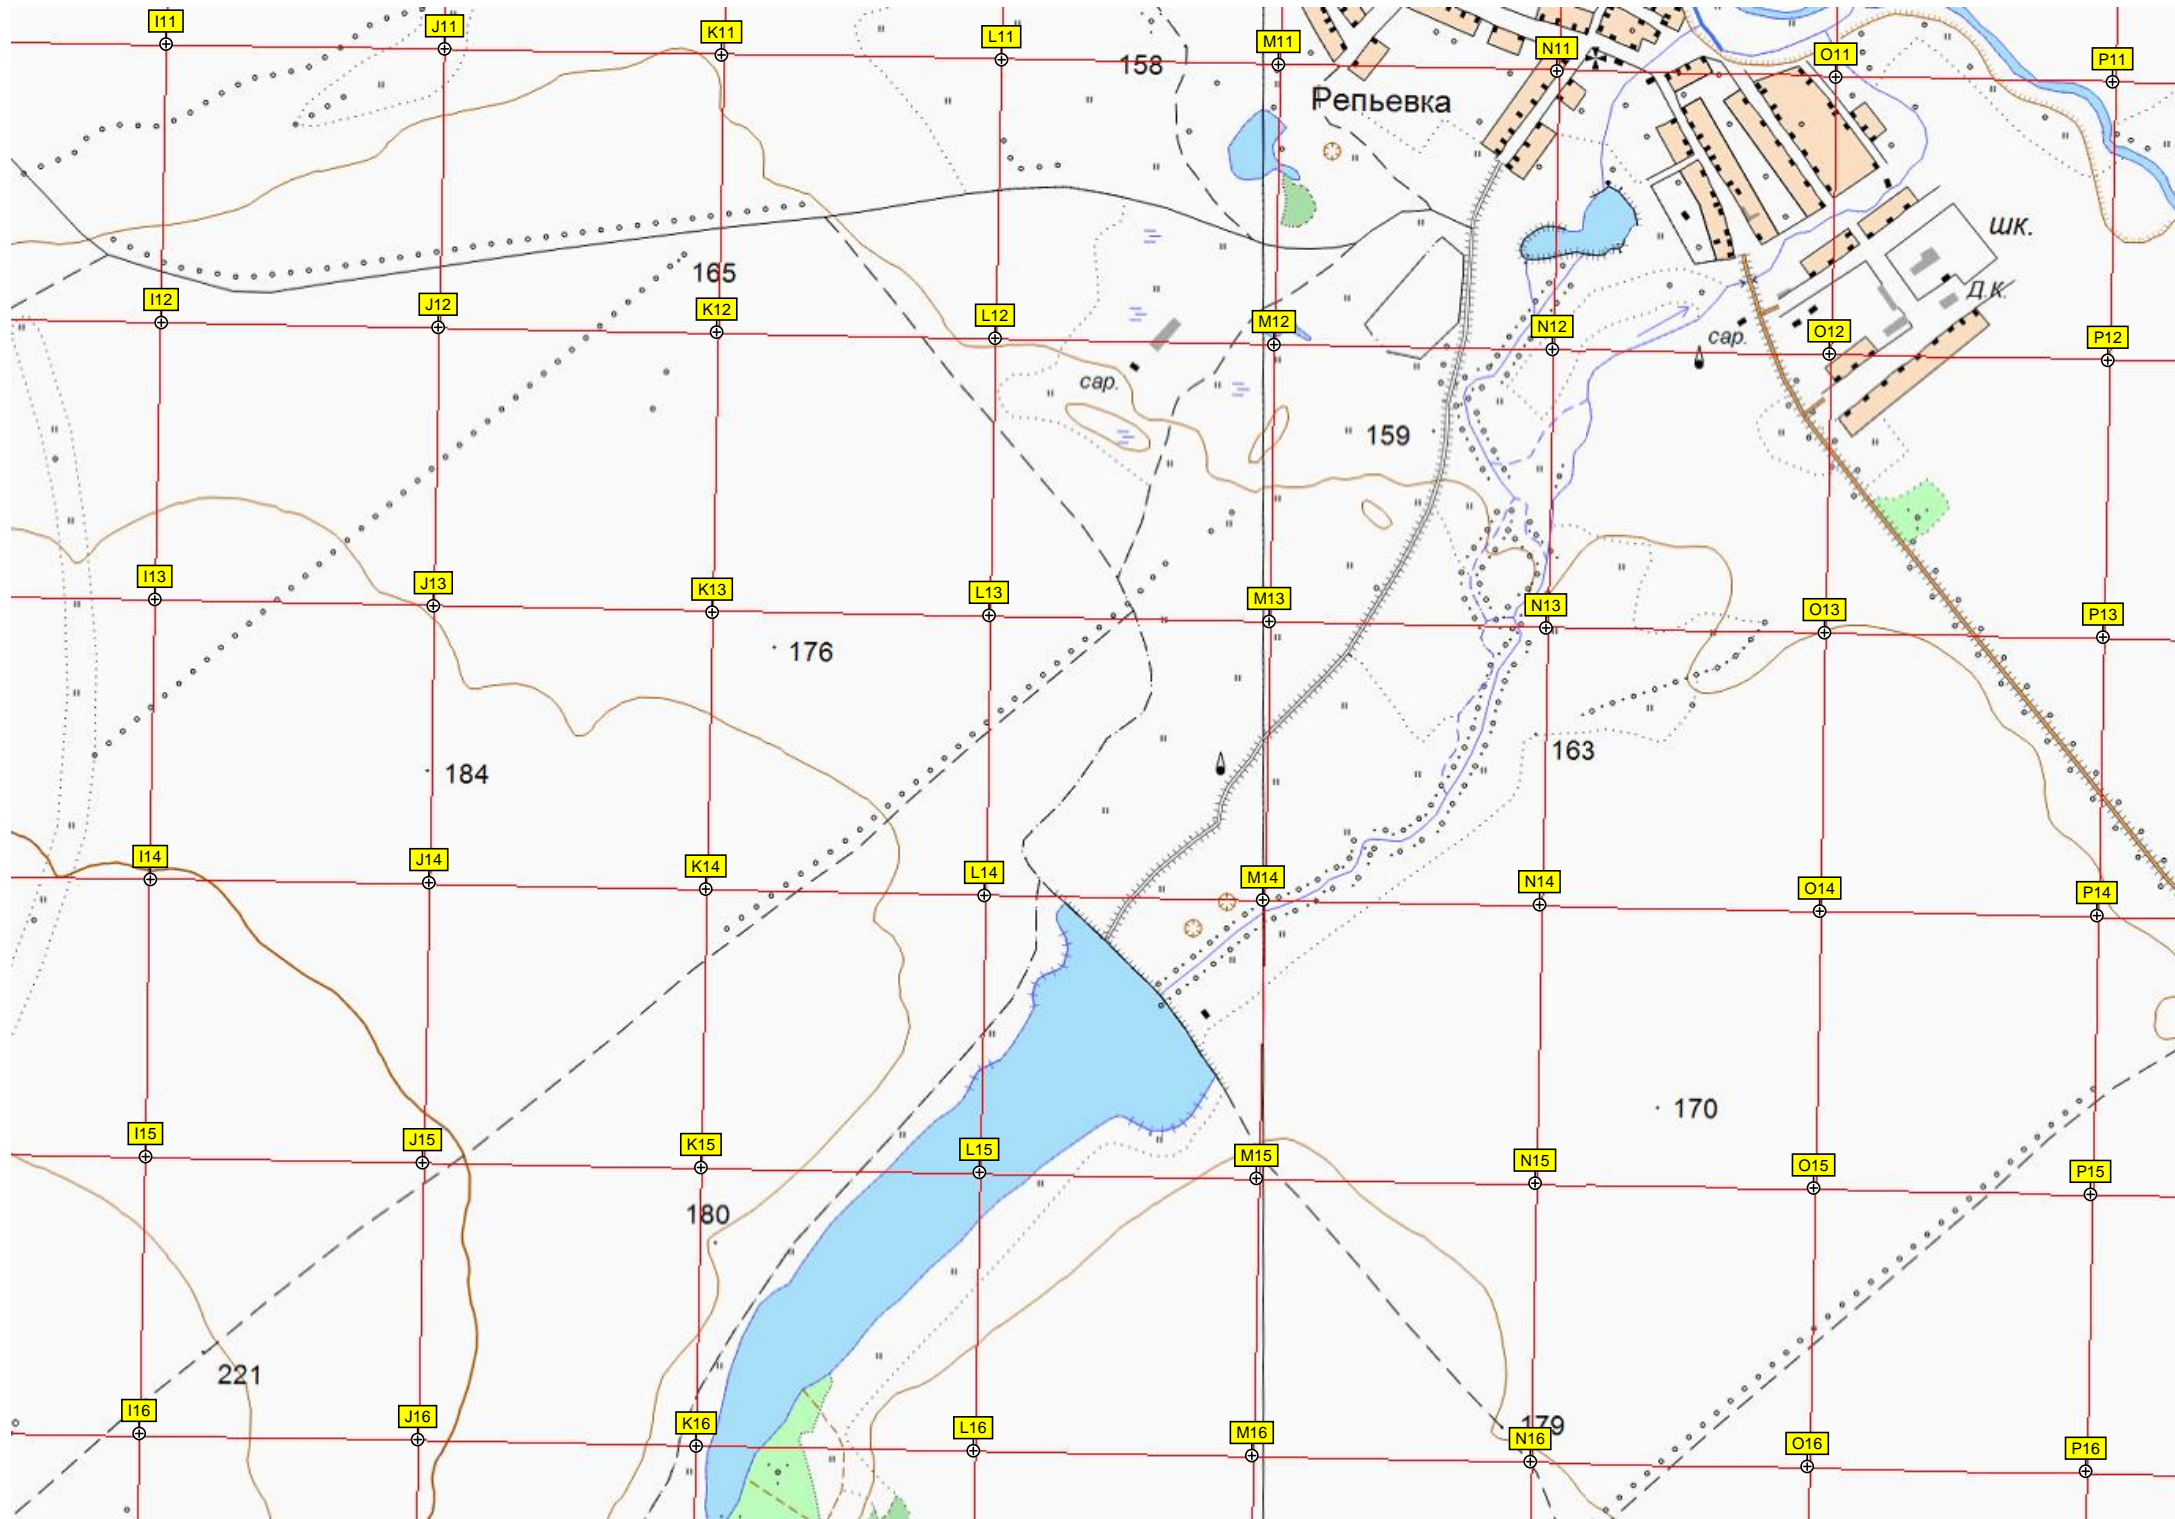 I11 J11 K11 L11 M11 N11 O11 P11
158
Репьевка
шк.
165
Д.К.
I12 J12 K12 L12 M12 N12 O12 P12
сар.
сар.
159
I13 J13 K13 L13 M13 N13 O13 P13
176
163
184
I14 J14 K14 L14 M14 N14 O14 P14
170
I15 J15 K15 L15 M15 N15 O15 P15
180
221
179
I16 J16 K16 L16 M16 N16 O16 P16